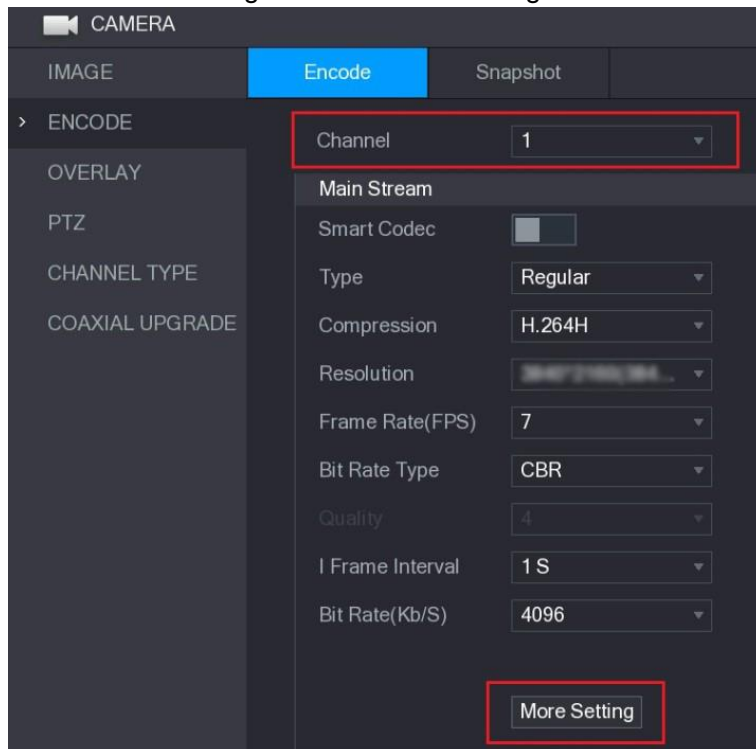 CAMERA
IMAGE
Encode Snapshot
> ENCODE
Channel 1
OVERLAY
Main Stream
PTZ
Smart Codec
CHANNEL TYPE
Type Regular
COAXIAL UPGRADE
Compression H.264H
Resolution
Frame Rate(FPS) 7
Bit Rate Type CBR
Quality 4
I Frame Interval 1 S
Bit Rate(Kb/S) 4096
More Setting